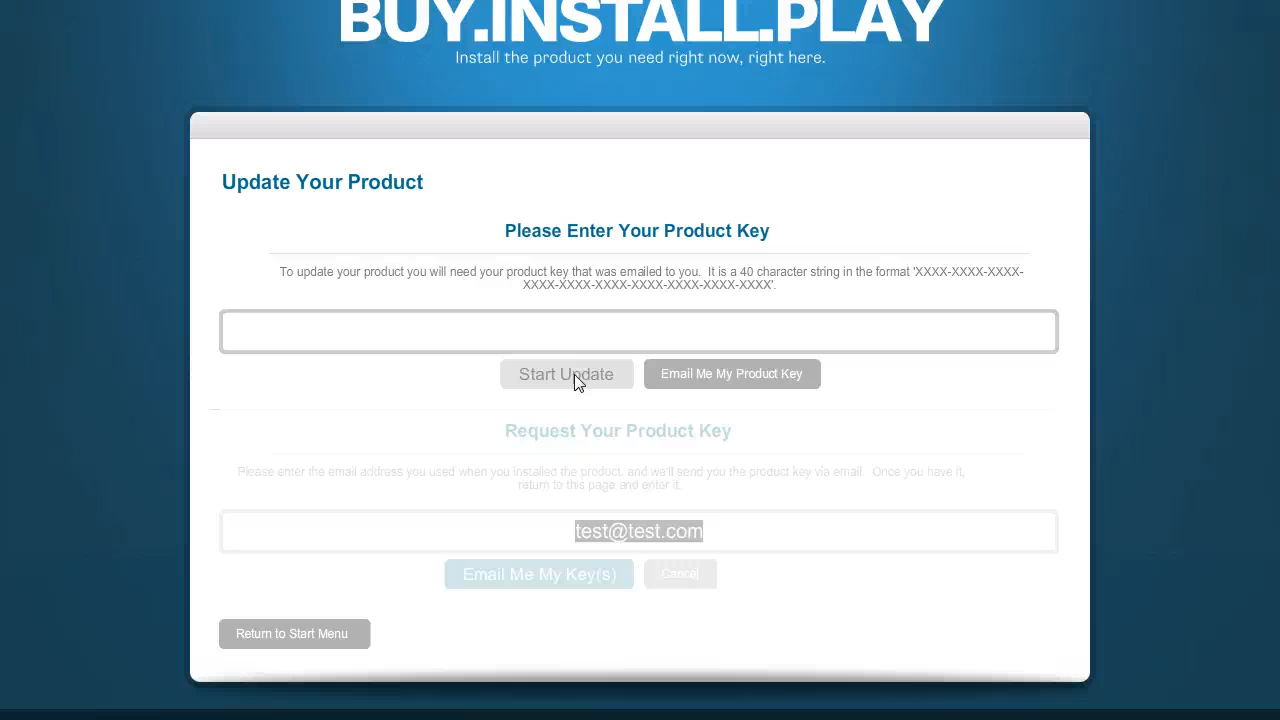 BUY.INSTALL.PLAY
Install the product you need right now, right here.
Update Your Product
Please Enter Your Product Key
To update your product you will need your product key that was emailed to you. It is a 40 character string in the format 'XXXX-XXXX-XXXX-
XXXX-XXXX-XXXX-XXXX-XXXX-XXXX-XXXX'.
Start Update
Email Me My Product Key
Request Your Product Key
Please enter the email address you used when you installed the product, and we'll send you the product key via email. Once you have it,
return to this page and enter it.
test@test.com
Email Me My Key(s)
Cancel
Return to Start Menu